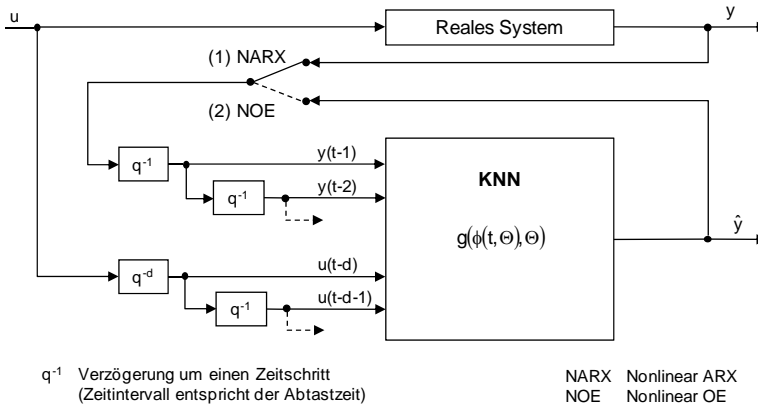 u
Reales System
y
(1) NARX
(2) NOE
q⁻¹
y(t-1)
q⁻¹
y(t-2)
KNN
g(ϕ(t,Θ),Θ)
ŷ
q⁻ᵈ
u(t-d)
q⁻¹
u(t-d-1)
q⁻¹ Verzögerung um einen Zeitschritt
(Zeitintervall entspricht der Abtastzeit)
NARX Nonlinear ARX
NOE Nonlinear OE